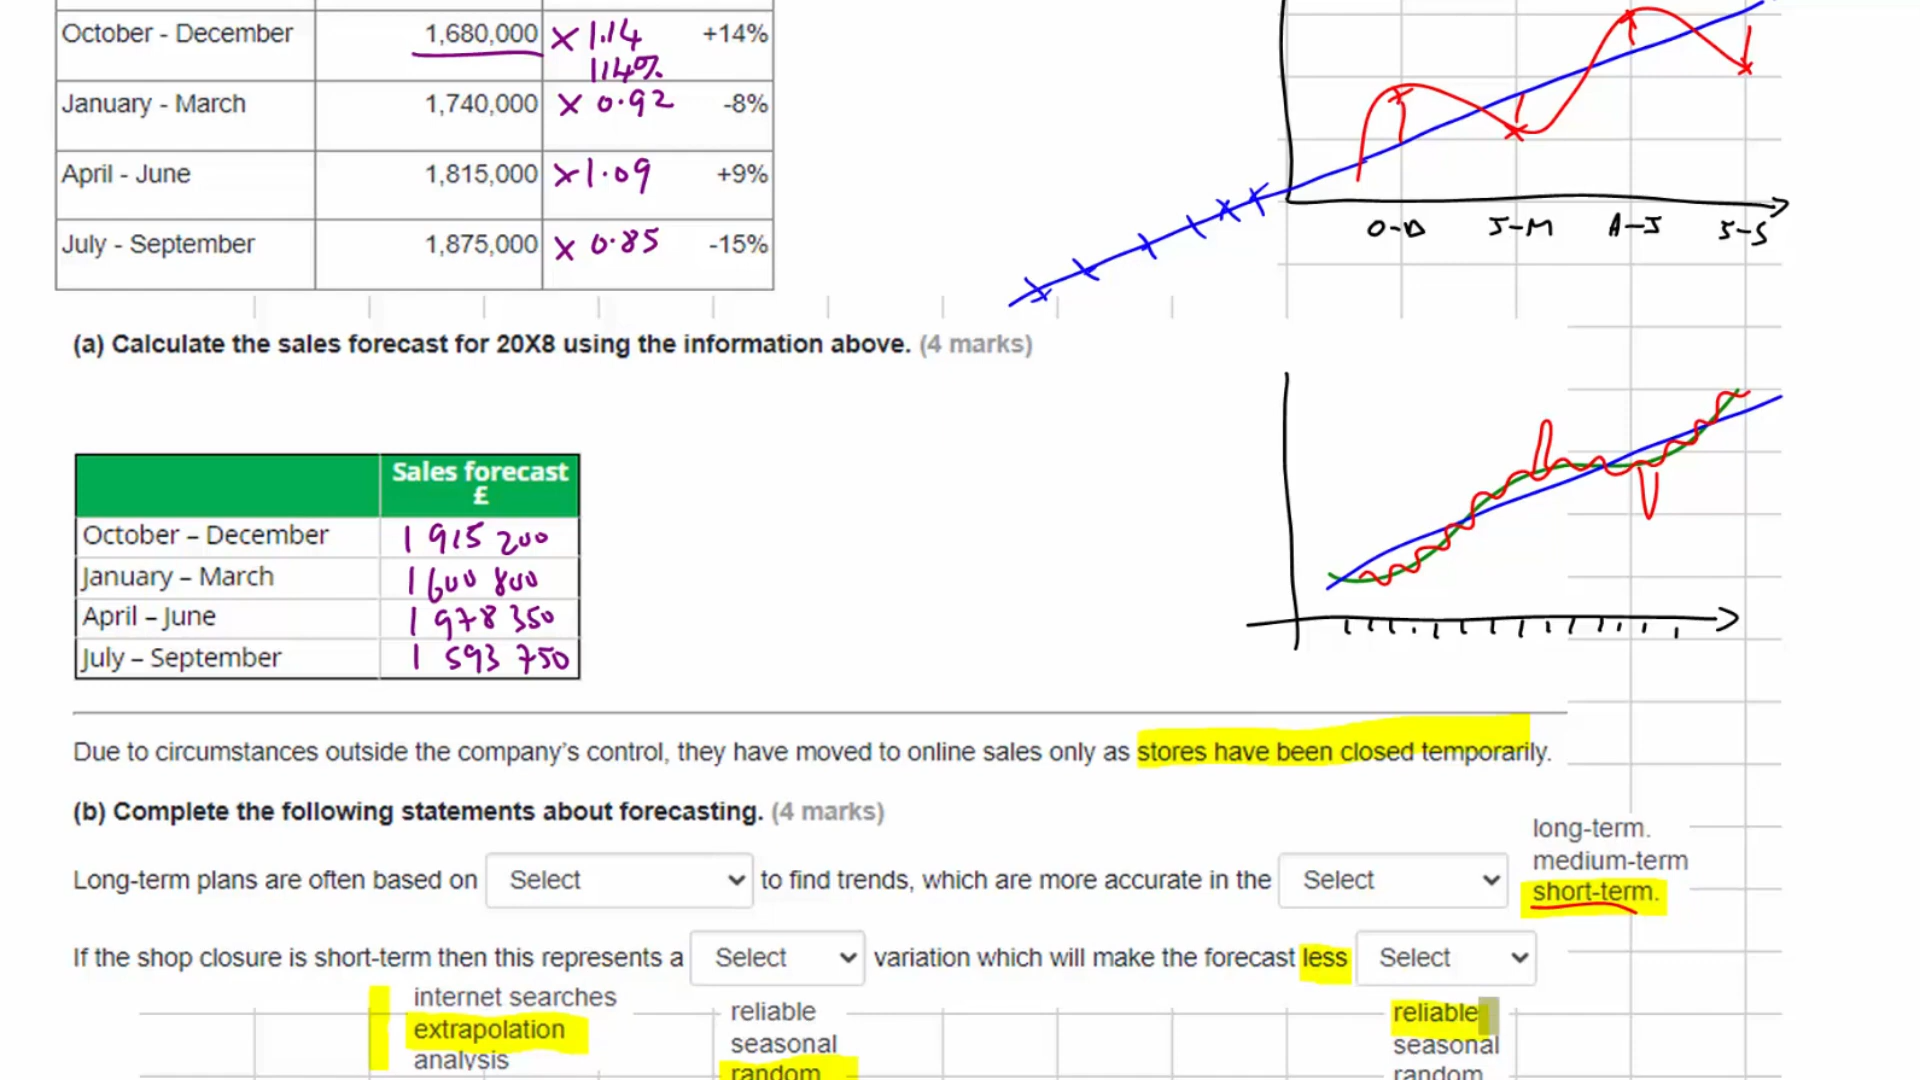 October - December 1,680,000 × 1.14 +14%
114%
January - March 1,740,000 × 0.92 -8%
April - June 1,815,000 ×1.09 +9%
July - September 1,875,000 × 0.85 -15%
O-D J-M A-J J-S
(a) Calculate the sales forecast for 20X8 using the information above. (4 marks)
Sales forecast
£
October – December 1 915 200
January – March 1 600 800
April – June 1 978 350
July – September 1 593 750
Due to circumstances outside the company's control, they have moved to online sales only as stores have been closed temporarily.
(b) Complete the following statements about forecasting. (4 marks)
long-term.
medium-term
short-term.
Long-term plans are often based on Select to find trends, which are more accurate in the Select
If the shop closure is short-term then this represents a Select variation which will make the forecast less Select
internet searches
extrapolation
analysis
reliable
seasonal
random
reliable
seasonal
random